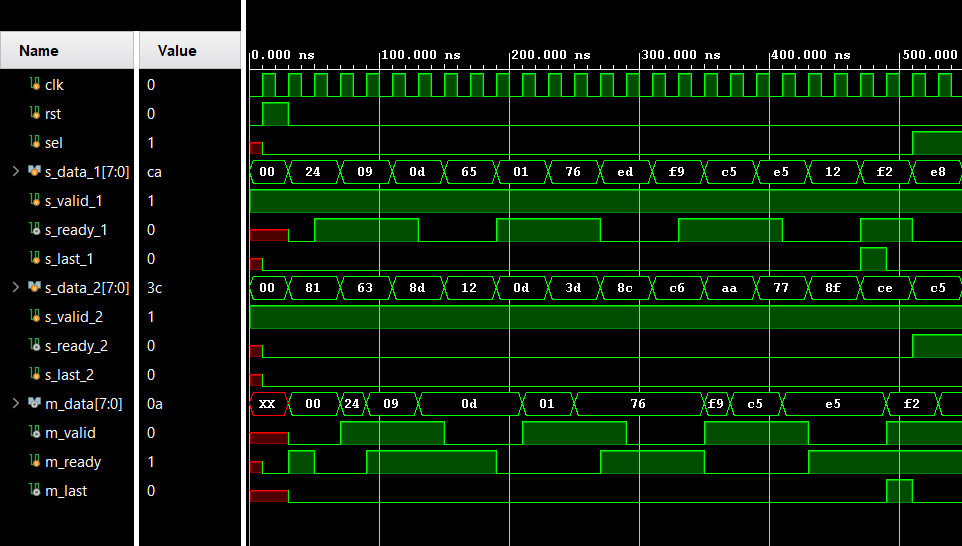 Name Value 0.000 ns 100.000 ns 200.000 ns 300.000 ns 400.000 ns 500.000
clk 0
rst 0
sel 1
s_data_1[7:0] ca 00 24 09 0d 65 01 76 ed f9 c5 e5 12 f2 e8
s_valid_1 1
s_ready_1 0
s_last_1 0
s_data_2[7:0] 3c 00 81 63 8d 12 0d 3d 8c c6 aa 77 8f ce c5
s_valid_2 1
s_ready_2 0
s_last_2 0
m_data[7:0] 0a XX 00 24 09 0d 01 76 f9 c5 e5 f2
m_valid 0
m_ready 1
m_last 0